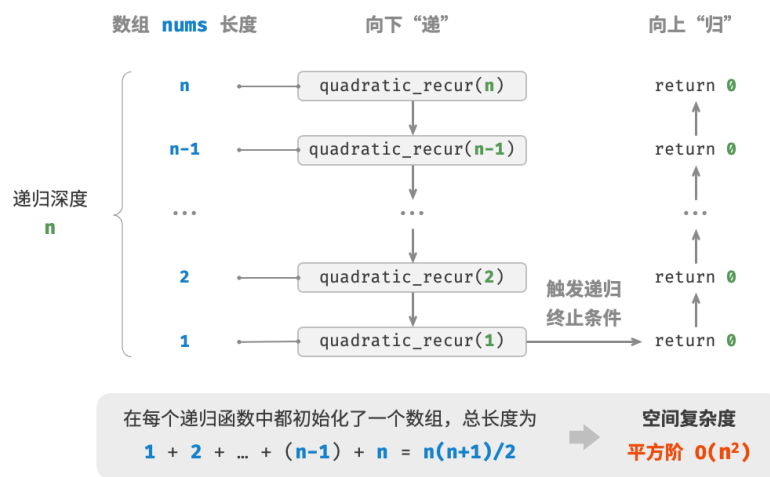 数组 nums 长度 向下“递” 向上“归”
n quadratic_recur(n) return 0
n-1 quadratic_recur(n-1) return 0
递归深度
n
... ... ...
2 quadratic_recur(2) return 0
触发递归
终止条件
1 quadratic_recur(1) return 0
在每个递归函数中都初始化了一个数组，总长度为
1 + 2 + … + (n-1) + n = n(n+1)/2
空间复杂度
平方阶 O(n²)